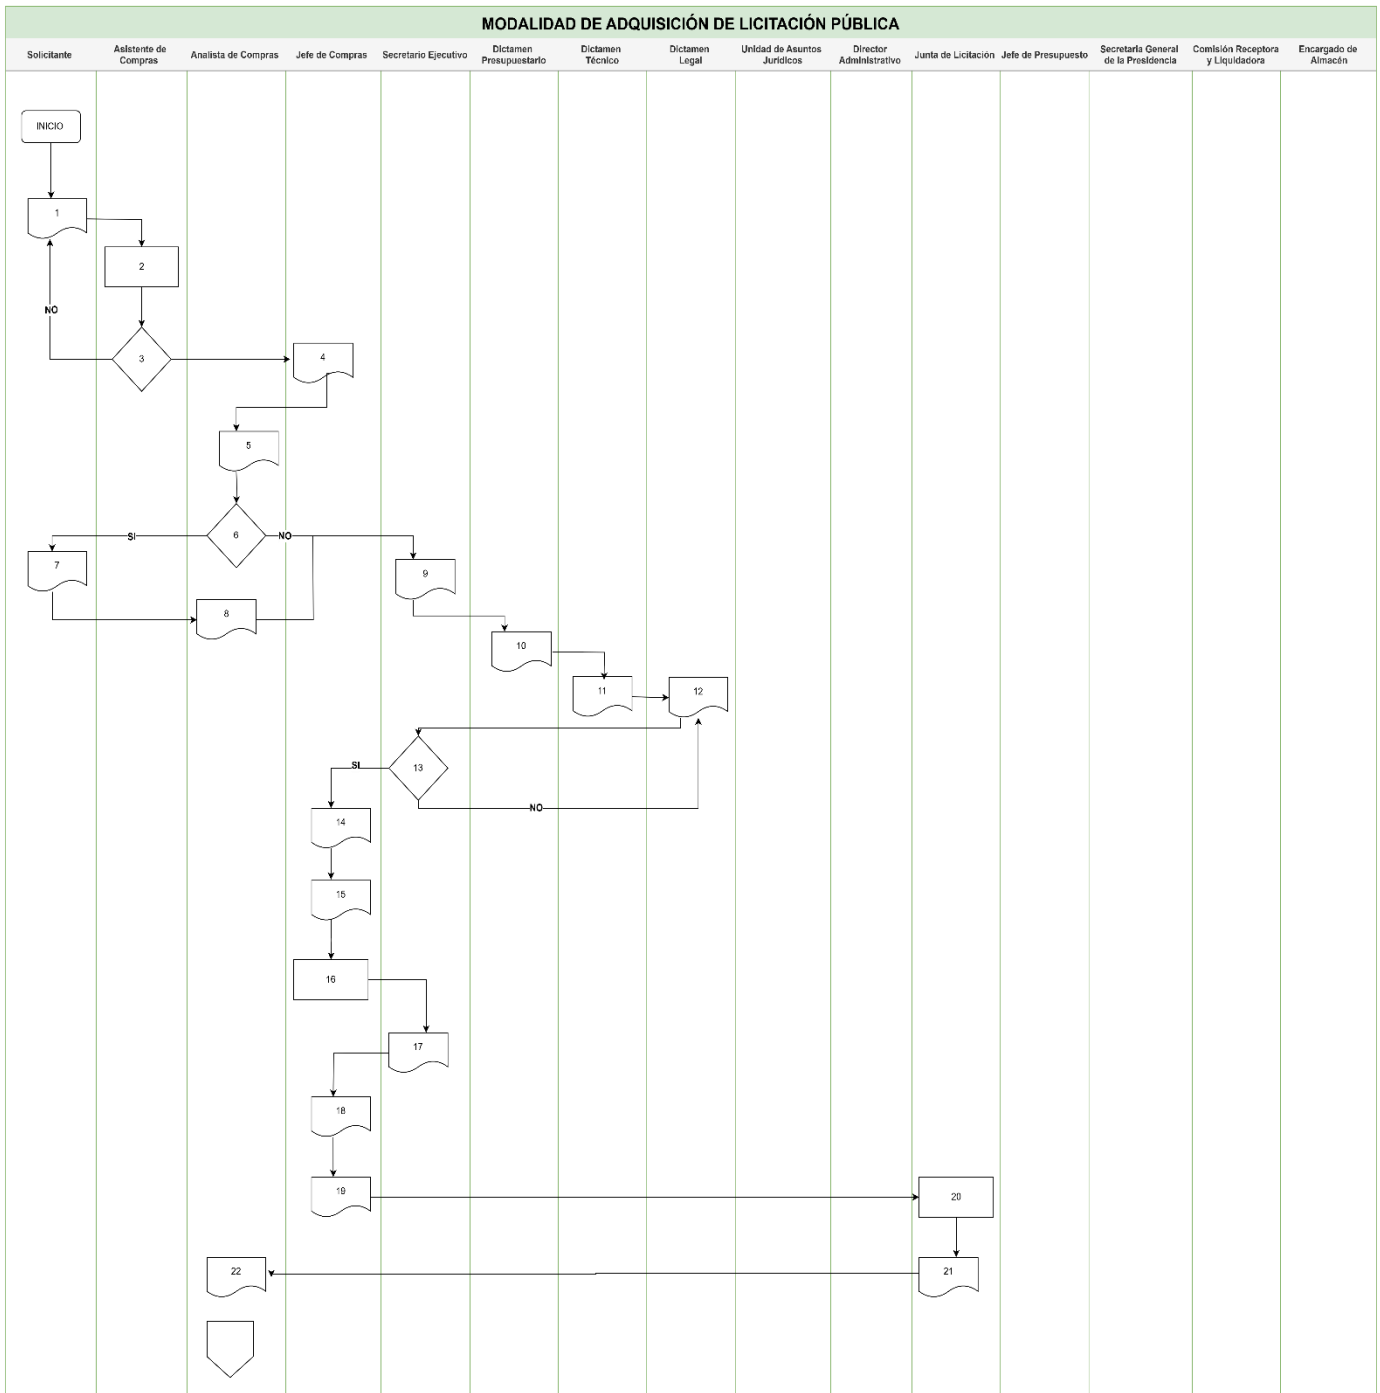 MODALIDAD DE ADQUISICIÓN DE LICITACIÓN PÚBLICA
Solicitante
Asistente de
Compras
Analista de Compras
Jefe de Compras
Secretario Ejecutivo
Dictamen
Presupuestario
Dictamen
Técnico
Dictamen
Legal
Unidad de Asuntos
Jurídicos
Director
Administrativo
Junta de Licitación
Jefe de Presupuesto
Secretaria General
de la Presidencia
Comisión Receptora
y Liquidadora
Encargado de
Almacén
INICIO
1
2
NO
3
4
5
SI
6
NO
7
9
8
10
11
12
SI
13
NO
14
15
16
17
18
19
20
22
21